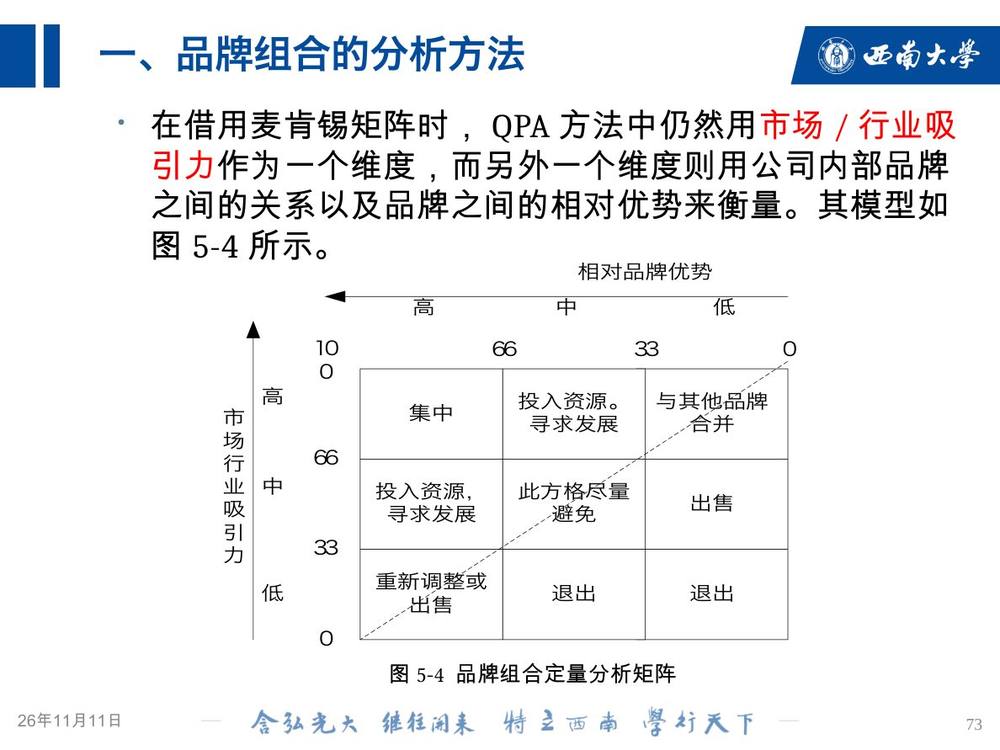 一、品牌组合的分析方法
西南大学
• 在借用麦肯锡矩阵时，QPA 方法中仍然用市场 / 行业吸
引力作为一个维度，而另外一个维度则用公司内部品牌
之间的关系以及品牌之间的相对优势来衡量。其模型如
图 5-4 所示。
相对品牌优势
高 中 低
10
0
66 33 0
市场行业吸引力
高
66
中
33
低
0
集中
投入资源。
寻求发展
与其他品牌
合并
投入资源，
寻求发展
此方格尽量
避免
出售
重新调整或
出售
退出
退出
图 5-4 品牌组合定量分析矩阵
26年11月11日
含弘光大 继往开来 特立西南 学行天下
73